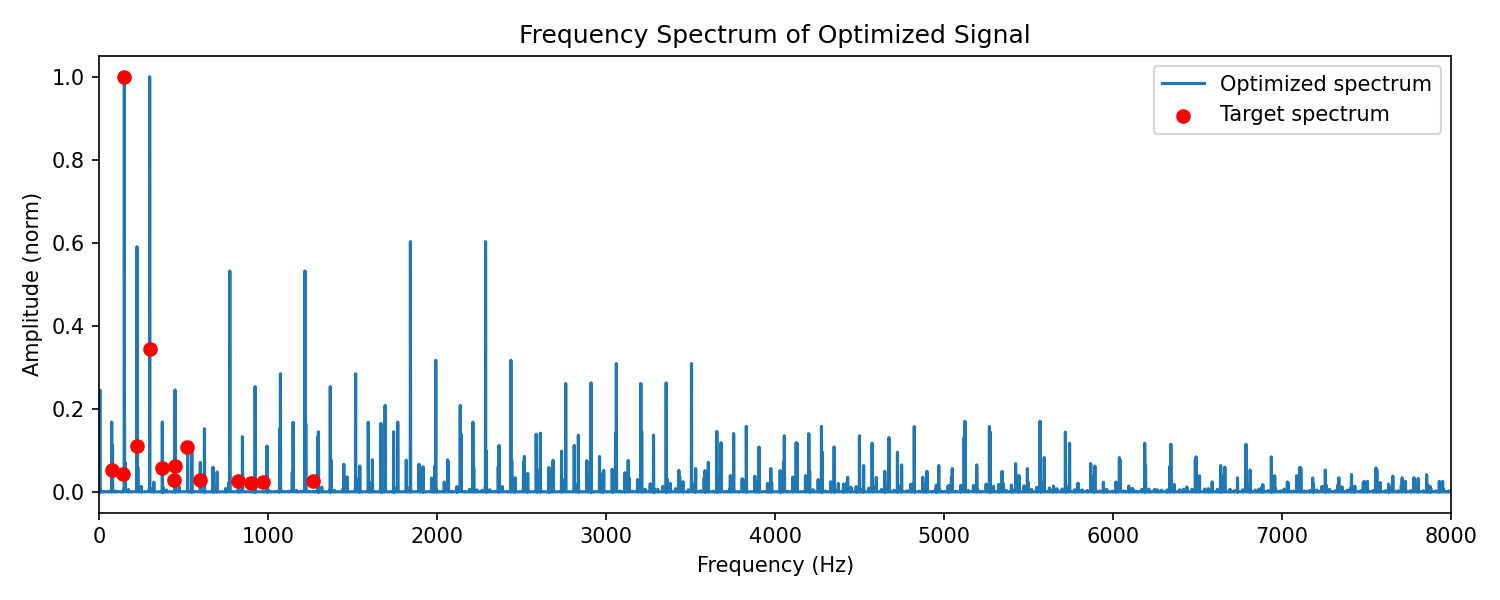 Frequency Spectrum of Optimized Signal
Optimized spectrum
Target spectrum
Amplitude (norm)
1.0
0.8
0.6
0.4
0.2
0.0
0 1000 2000 3000 4000 5000 6000 7000 8000
Frequency (Hz)